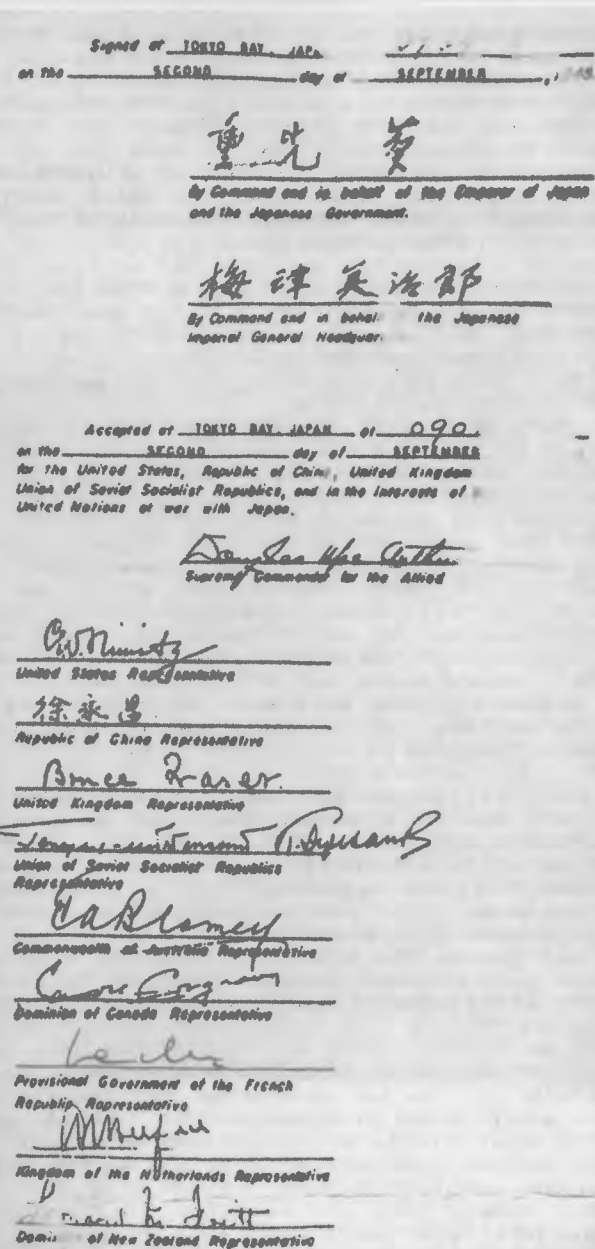 Signed at TOKYO BAY, JAP
on the SECOND day of SEPTEMBER
重光 葵
By Command and in behalf of the Emperor of Japan
and the Japanese Government.
梅津美治郎
By Command and in behal the Japanese
Imperial General Headquar
Accepted at TOKYO BAY, JAPAN at 090
on the SECOND day of SEPTEMBER
for the United States, Republic of China, United Kingdom
Union of Soviet Socialist Republics, and in the interests of
United Nations at war with Japan.
Douglas MacArthur
Supreme Commander for the Allied
C.W. Nimitz
United States Representative
徐永昌
Republic of China Representative
Bruce Fraser.
United Kingdom Representative
Union of Soviet Socialist Republics
Representative
T.A. Blamey
Commonwealth of Australia Representative
Dominion of Canada Representative
Leclerc
Provisional Government of the French
Republic Representative
Kingdom of the Netherlands Representative
Domi of New Zealand Representative